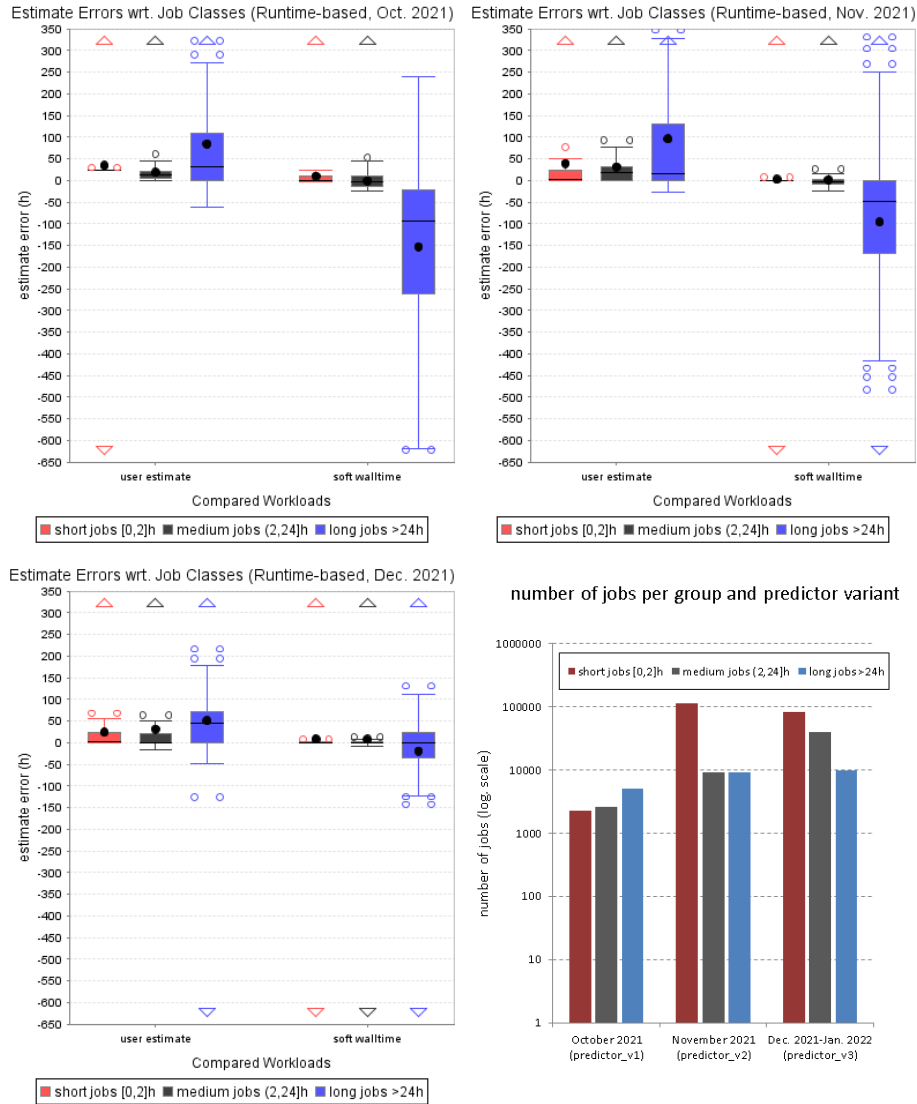 Estimate Errors wrt. Job Classes (Runtime-based, Oct. 2021)
350
300
250
200
150
100
50
0
-50
-100
-150
-200
-250
-300
-350
-400
-450
-500
-550
-600
-650
estimate error (h)
user estimate
soft walltime
Compared Workloads
short jobs [0,2]h
medium jobs (2,24]h
long jobs >24h
Estimate Errors wrt. Job Classes (Runtime-based, Nov. 2021)
350
300
250
200
150
100
50
0
-50
-100
-150
-200
-250
-300
-350
-400
-450
-500
-550
-600
-650
estimate error (h)
user estimate
soft walltime
Compared Workloads
short jobs [0,2]h
medium jobs (2,24]h
long jobs >24h
Estimate Errors wrt. Job Classes (Runtime-based, Dec. 2021)
350
300
250
200
150
100
50
0
-50
-100
-150
-200
-250
-300
-350
-400
-450
-500
-550
-600
-650
estimate error (h)
user estimate
soft walltime
Compared Workloads
short jobs [0,2]h
medium jobs (2,24]h
long jobs >24h
number of jobs per group and predictor variant
1000000
100000
10000
1000
100
10
1
number of jobs (log. scale)
short jobs [0,2]h
medium jobs (2,24]h
long jobs>24h
October 2021
(predictor_v1)
November 2021
(predictor_v2)
Dec. 2021-Jan. 2022
(predictor_v3)